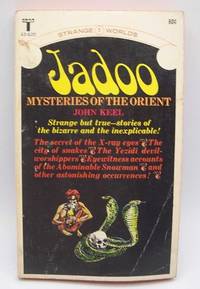 STRANGE 1 WORLDS
60c
Jadoo
MYSTERIES OF THE ORIENT
JOHN KEEL
Strange but true—stories of
the bizarre and the inexplicable!
The secret of the X-ray eyes The
city of snakes The Yezidi devil-
worshippers Eyewitness accounts
of the Abominable Snowman and
other astonishing occurrences!